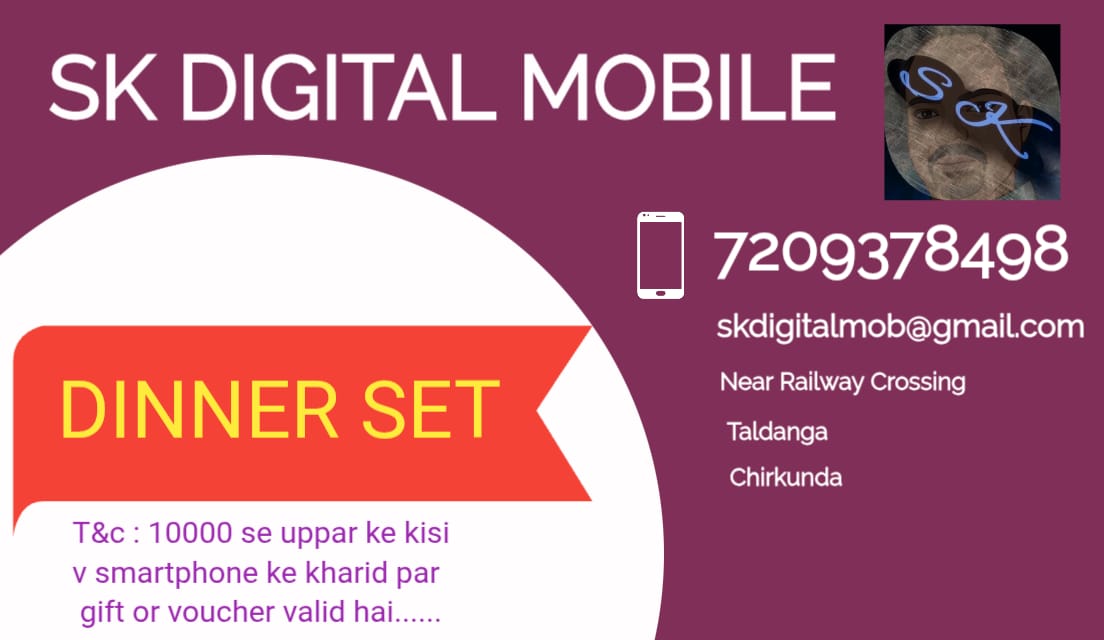 SK DIGITAL MOBILE
SK
7209378498
skdigitalmob@gmail.com
Near Railway Crossing
Taldanga
Chirkunda
DINNER SET
T&c : 10000 se uppar ke kisi
v smartphone ke kharid par
gift or voucher valid hai......